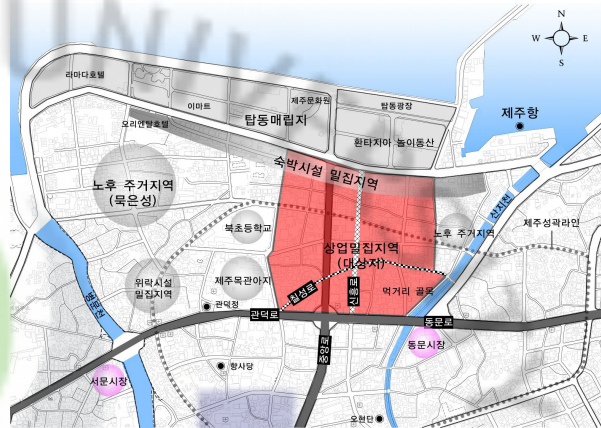 N
W
E
S
라마다호텔
이마트
제주문화원
탑동광장
오리엔탈호텔
탑동매립지
환타지아 놀이동산
제주항
숙박시설 밀집지역
노후 주거지역
(묵은성)
북초등학교
상업밀집지역
(대상지)
노후 주거지역
산지천
제주성곽라인
위락시설
밀집지역
제주목관아지
칠성로
신흥로
먹거리 골목
관덕정
관덕로
동문로
병문천
중앙로
동문시장
향사당
서문시장
오현단